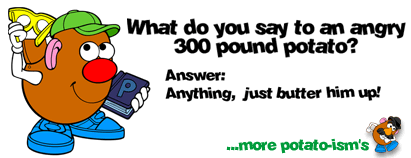 What do you say to an angry
300 pound potato?
Answer:
Anything, just butter him up!
P
...more potato-ism's